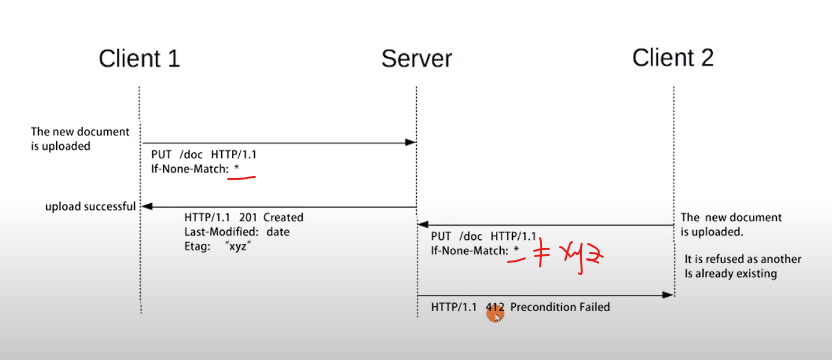 Client 1
Server
Client 2
The new document
is uploaded
PUT /doc HTTP/1.1
If-None-Match: *
upload successful
HTTP/1.1 201 Created
Last-Modified: date
Etag: "xyz"
PUT /doc HTTP/1.1
If-None-Match: * ≠ xyz
The new document
is uploaded.
It is refused as another
Is already existing
HTTP/1.1 412 Precondition Failed